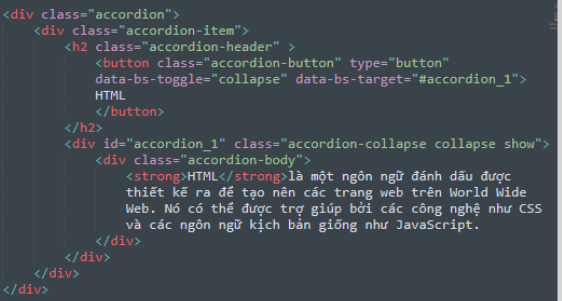 <div class="accordion">
<div class="accordion-item">
<h2 class="accordion-header" >
<button class="accordion-button" type="button"
data-bs-toggle="collapse" data-bs-target="#accordion_1">
HTML
</button>
</h2>
<div id="accordion_1" class="accordion-collapse collapse show">
<div class="accordion-body">
<strong>HTML</strong>là một ngôn ngữ đánh dấu được
thiết kế ra để tạo nên các trang web trên World Wide
Web. Nó có thể được trợ giúp bởi các công nghệ như CSS
và các ngôn ngữ kịch bản giống như JavaScript.
</div>
</div>
</div>
</div>